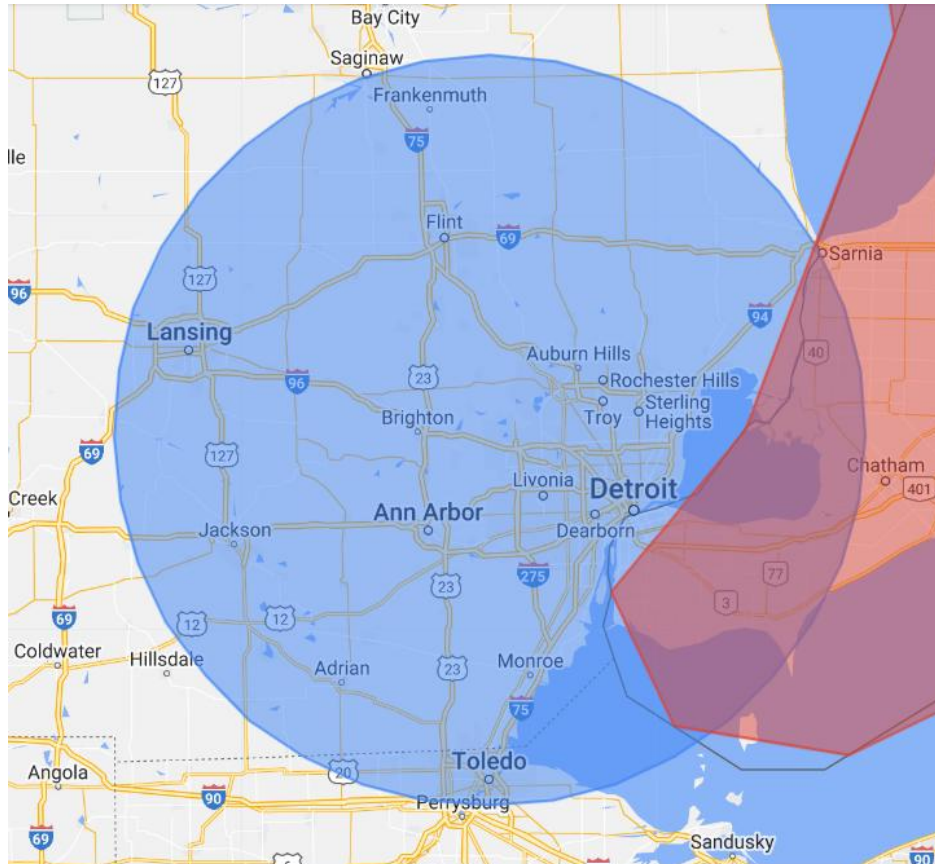 Bay City
Saginaw
127
Frankenmuth
75
lle
Flint
69
127
Sarnia
96
94
Lansing
40
Auburn Hills
96
23
Rochester Hills
Troy
Sterling
Heights
Brighton
69
127
Chatham
Livonia
401
Creek
Detroit
Ann Arbor
Jackson
Dearborn
275
77
23
3
69
12
12
Coldwater
Hillsdale
Adrian
23
Monroe
75
Toledo
Angola
20
90
Perrysburg
69
Sandusky
90